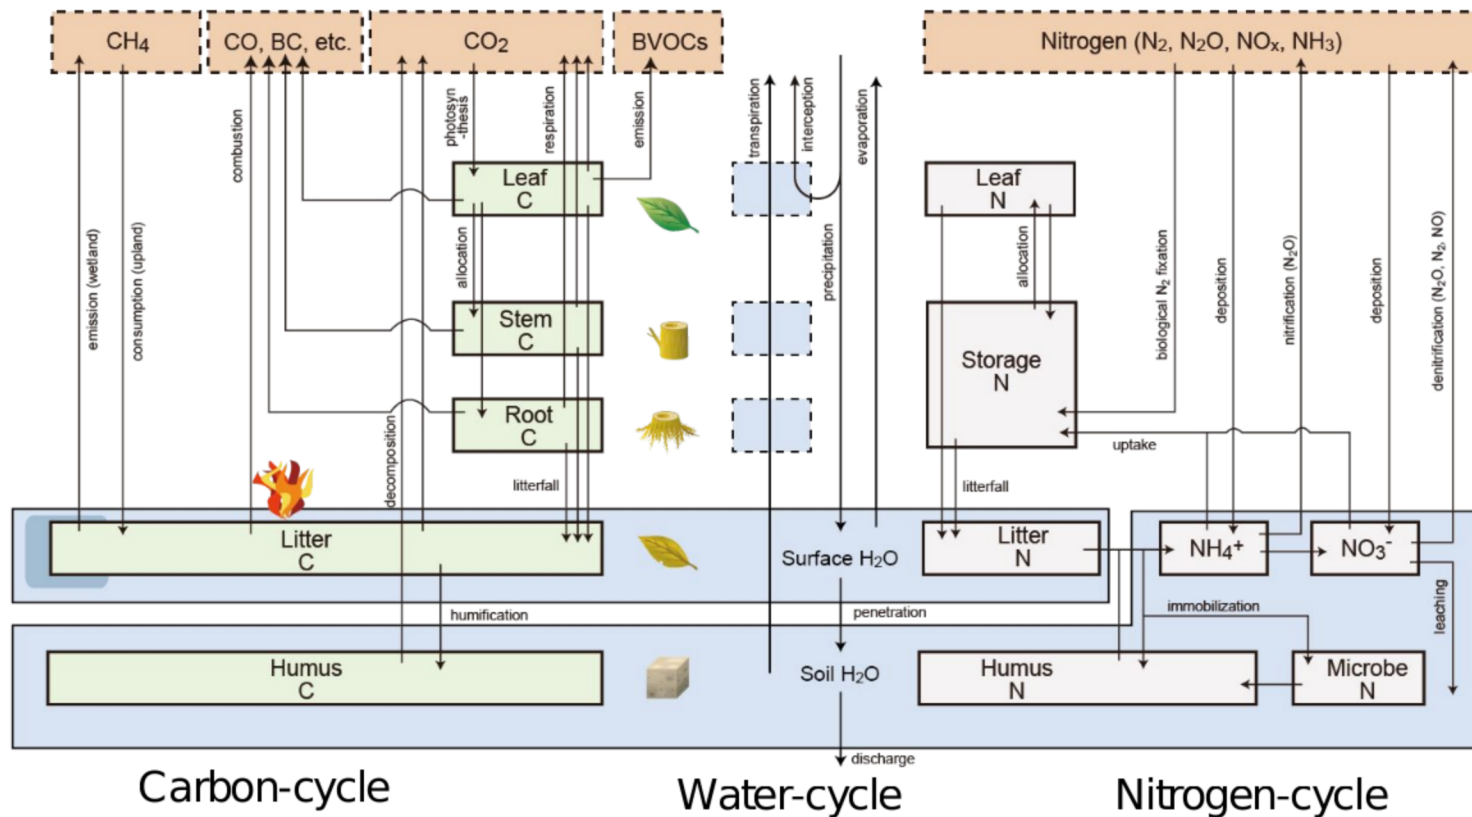 CH₄
CO, BC, etc.
CO₂
BVOCs
Nitrogen (N₂, N₂O, NOₓ, NH₃)
emission (wetland)
consumption (upland)
combustion
photosyn
-thesis
respiration
emission
transpiration
interception
evaporation
precipitation
Leaf
C
allocation
Stem
C
Root
C
decomposition
litterfall
Leaf
N
allocation
Storage
N
biological N₂ fixation
deposition
nitrification (N₂O)
deposition
denitrification (N₂O, N₂, NO)
uptake
litterfall
Litter
C
Surface H₂O
Litter
N
NH₄⁺
NO₃⁻
humification
penetration
immobilization
leaching
Humus
C
Soil H₂O
Humus
N
Microbe
N
discharge
Carbon-cycle
Water-cycle
Nitrogen-cycle